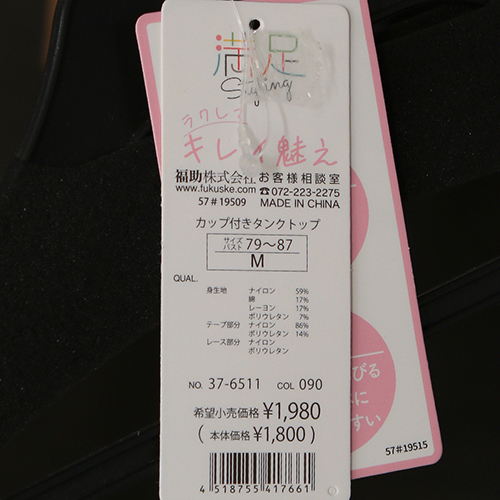 満足
Styling
ラクして
キレイ魅え
福助株式会社 お客様相談室
www.fukuske.com ☎072-223-2275
57#19509 MADE IN CHINA
カップ付きタンクトップ
サイズ
バスト 79～87
M
QUAL.
身生地 ナイロン 59%
綿 17%
レーヨン 17%
ポリウレタン 7%
テープ部分 ナイロン 86%
ポリウレタン 14%
レース部分 ナイロン
ポリウレタン
NO. 37-6511 COL 090
希望小売価格 ¥1,980
(本体価格 ¥1,800)
4 518755 417661
びる
に
すい
57#19515